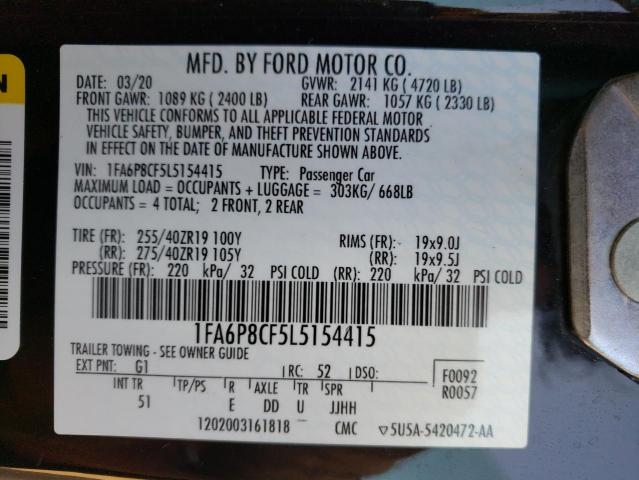 MFD. BY FORD MOTOR CO.
DATE: 03/20 GVWR: 2141 KG ( 4720 LB)
FRONT GAWR: 1089 KG ( 2400 LB) REAR GAWR: 1057 KG ( 2330 LB)
THIS VEHICLE CONFORMS TO ALL APPLICABLE FEDERAL MOTOR
VEHICLE SAFETY, BUMPER, AND THEFT PREVENTION STANDARDS
IN EFFECT ON THE DATE OF MANUFACTURE SHOWN ABOVE.
VIN: 1FA6P8CF5L5154415 TYPE: Passenger Car
MAXIMUM LOAD = OCCUPANTS + LUGGAGE = 303KG/ 668LB
OCCUPANTS = 4 TOTAL; 2 FRONT, 2 REAR
TIRE (FR): 255/40ZR19 100Y RIMS (FR): 19x9.0J
(RR): 275/40ZR19 105Y (RR): 19x9.5J
PRESSURE (FR): 220 kPa/ 32 PSI COLD (RR): 220 kPa/ 32 PSI COLD
1FA6P8CF5L5154415
TRAILER TOWING - SEE OWNER GUIDE
EXT PNT: G1 RC: 52 DSO: F0092
INT TR TP/PS R AXLE TR SPR R0057
51 E DD U JJHH
1202003161818 CMC ▽5U5A-5420472-AA